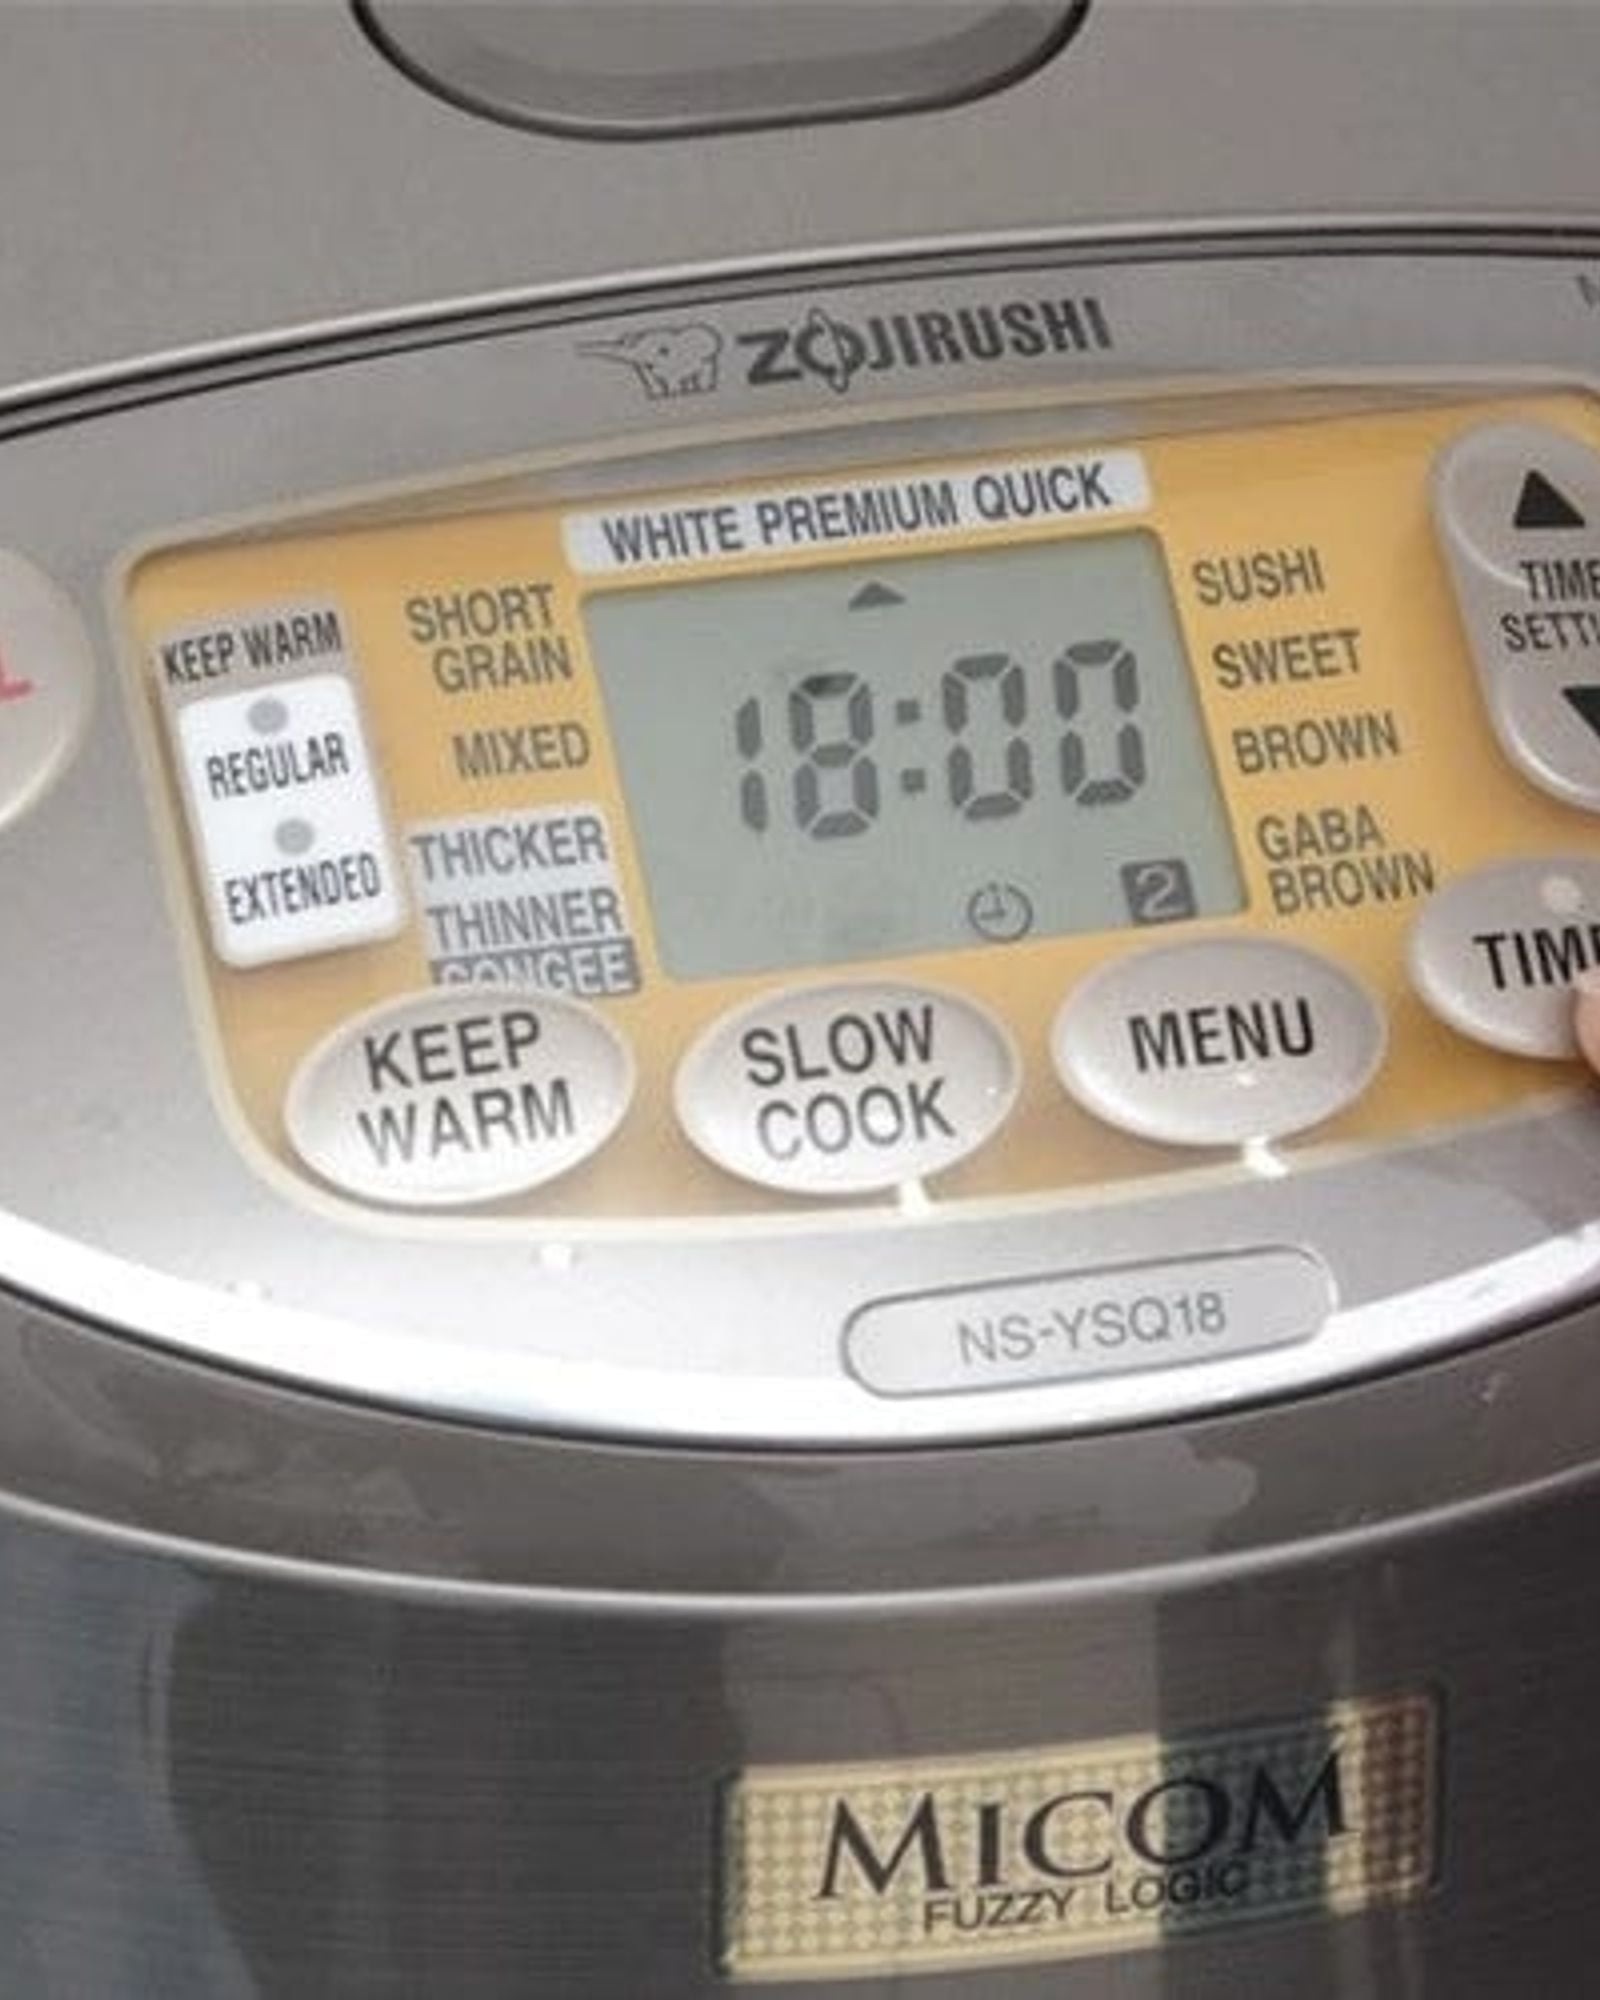 ZOJIRUSHI
WHITE PREMIUM QUICK
KEEP WARM
REGULAR
EXTENDED
SHORT
GRAIN
MIXED
THICKER
THINNER
CONGEE
18:00
2
SUSHI
SWEET
BROWN
GABA
BROWN
KEEP
WARM
SLOW
COOK
MENU
NS-YSQ18
MICOM
FUZZY LOGIC